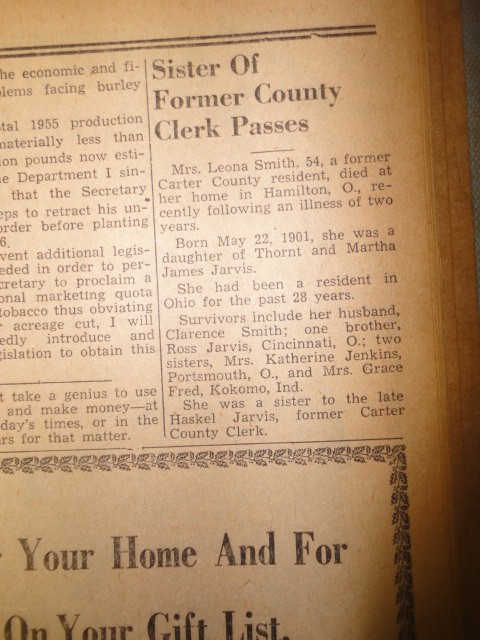 he economic and fi-
blems facing burley
tal 1955 production
materially less than
ion pounds now esti-
e Department I sin-
that the Secretary
eps to retract his un-
order before planting
6.
vent additional legis-
eded in order to per-
cretary to proclaim a
onal marketing quota
tobacco thus obviating
acreage cut, I will
edly introduce and
gislation to obtain this
t take a genius to use
and make money—at
day's times, or in the
rs for that matter.
Sister Of
Former County
Clerk Passes
Mrs. Leona Smith, 54, a former
Carter County resident, died at
her home in Hamilton, O., re-
cently following an illness of two
years.
Born May 22, 1901, she was a
daughter of Thornt and Martha
James Jarvis.
She had been a resident in
Ohio for the past 28 years.
Survivors include her husband,
Clarence Smith; one brother,
Ross Jarvis, Cincinnati, O.; two
sisters, Mrs. Katherine Jenkins,
Portsmouth, O., and Mrs. Grace
Fred, Kokomo, Ind.
She was a sister to the late
Haskel Jarvis, former Carter
County Clerk.
Your Home And For
On Your Gift List.